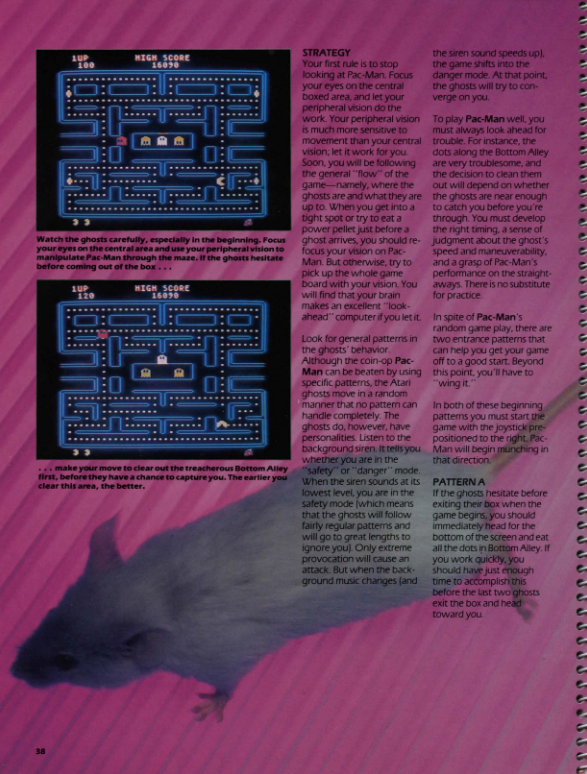 1UP HIGH SCORE
100 16090
Watch the ghosts carefully, especially in the beginning. Focus
your eyes on the central area and use your peripheral vision to
manipulate Pac-Man through the maze. If the ghosts hesitate
before coming out of the box . . .
1UP HIGH SCORE
120 16090
. . . make your move to clear out the treacherous Bottom Alley
first, before they have a chance to capture you. The earlier you
clear this area, the better.
STRATEGY
Your first rule is to stop
looking at Pac-Man. Focus
your eyes on the central
boxed area, and let your
peripheral vision do the
work. Your peripheral vision
is much more sensitive to
movement than your central
vision, let it work for you.
Soon, you will be following
the general "flow" of the
game—namely, where the
ghosts are and what they are
up to. When you get into a
tight spot or try to eat a
power pellet just before a
ghost arrives, you should re-
focus your vision on Pac-
Man. But otherwise, try to
pick up the whole game
board with your vision. You
will find that your brain
makes an excellent "look-
ahead" computer if you let it.
Look for general patterns in
the ghosts' behavior.
Although the coin-op Pac-
Man can be beaten by using
specific patterns, the Atari
ghosts move in a random
manner that no pattern can
handle completely. The
ghosts do, however, have
personalities. Listen to the
background siren. It tells you
whether you are in the
"safety" or "danger" mode.
When the siren sounds at its
lowest level, you are in the
safety mode (which means
that the ghosts will follow
fairly regular patterns and
will go to great lengths to
ignore you). Only extreme
provocation will cause an
attack. But when the back-
ground music changes (and
the siren sound speeds up),
the game shifts into the
danger mode. At that point,
the ghosts will try to con-
verge on you.
To play Pac-Man well, you
must always look ahead for
trouble. For instance, the
dots along the Bottom Alley
are very troublesome, and
the decision to clean them
out will depend on whether
the ghosts are near enough
to catch you before you're
through. You must develop
the right timing, a sense of
judgment about the ghost's
speed and maneuverability,
and a grasp of Pac-Man's
performance on the straight-
aways. There is no substitute
for practice.
In spite of Pac-Man's
random game play, there are
two entrance patterns that
can help you get your game
off to a good start. Beyond
this point, you'll have to
"wing it."
In both of these beginning
patterns you must start the
game with the joystick pre-
positioned to the right. Pac-
Man will begin munching in
that direction.
PATTERN A
If the ghosts hesitate before
exiting their box when the
game begins, you should
immediately head for the
bottom of the screen and eat
all the dots in Bottom Alley. If
you work quickly, you
should have just enough
time to accomplish this
before the last two ghosts
exit the box and head
toward you.
38